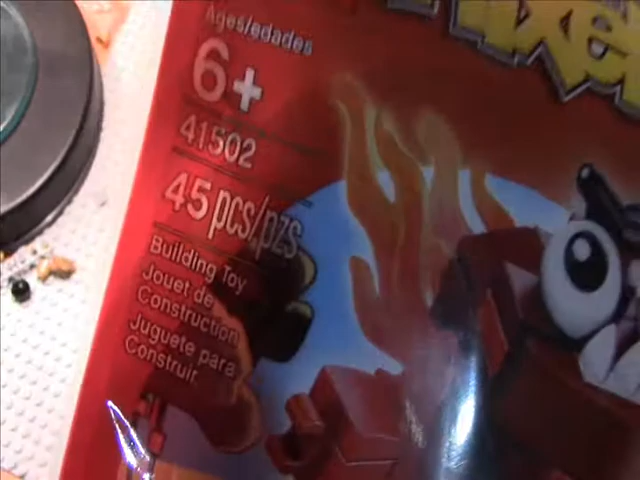 Ages/edades
6+
41502
45 pcs/pzs
Building Toy
Jouet de
Construction
Juguete para
Construir